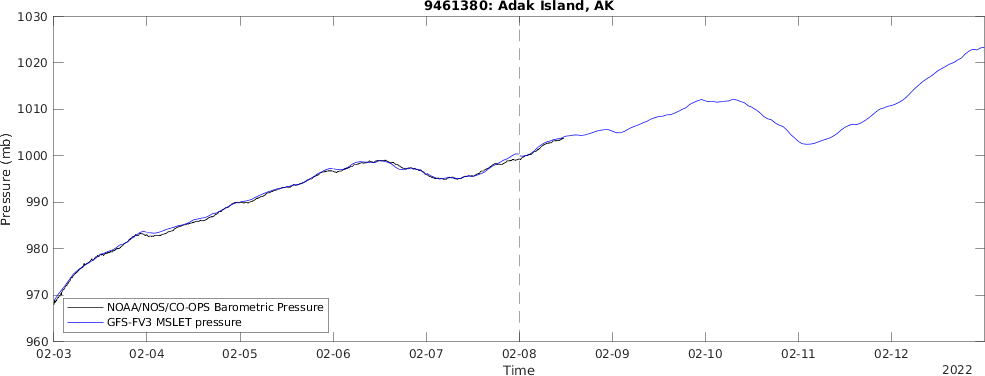 9461380: Adak Island, AK
Pressure (mb)
1030
1020
1010
1000
990
980
970
960
NOAA/NOS/CO-OPS Barometric Pressure
GFS-FV3 MSLET pressure
02-03 02-04 02-05 02-06 02-07 02-08 02-09 02-10 02-11 02-12
Time
2022